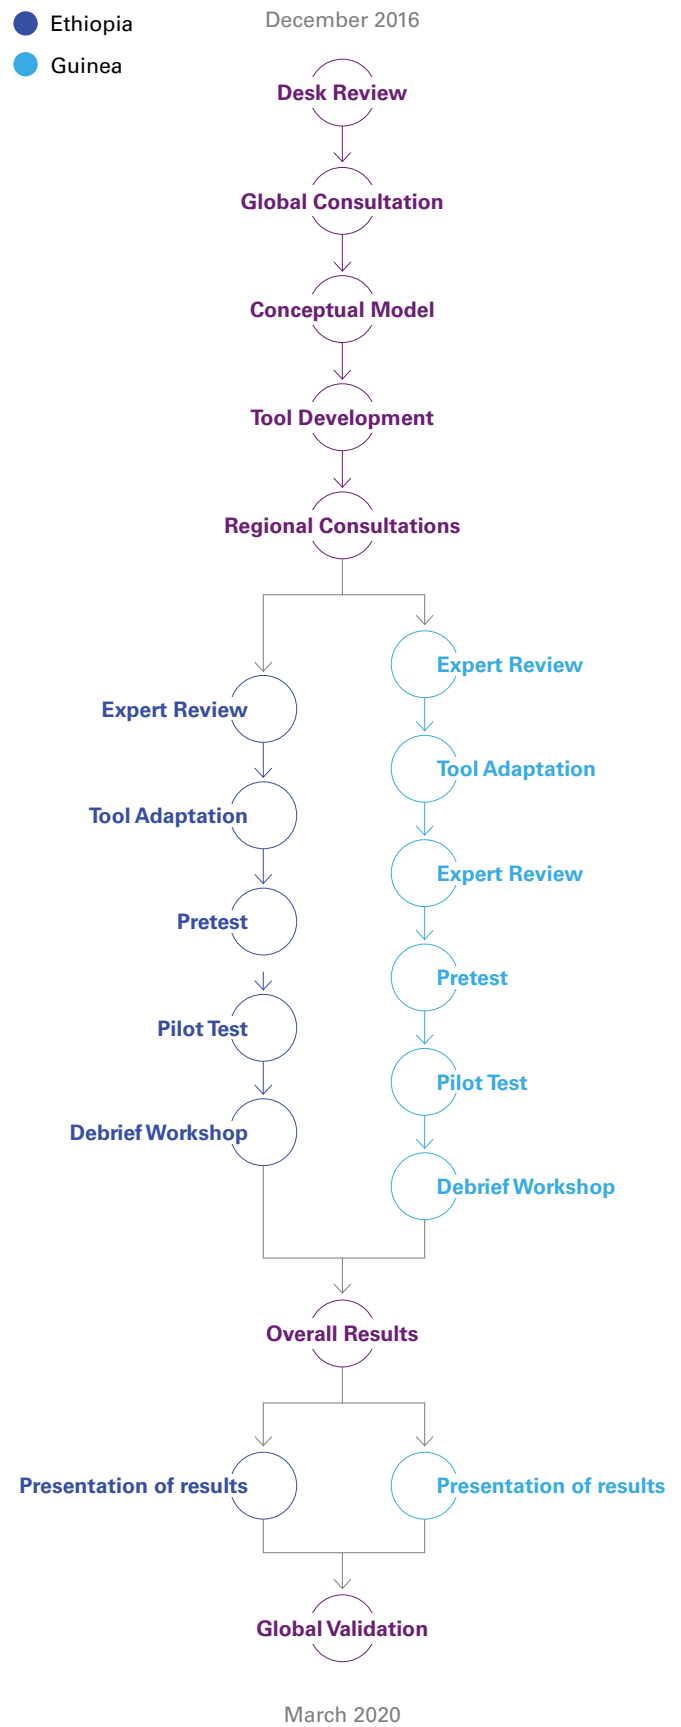 Ethiopia
Guinea
December 2016
Desk Review
Global Consultation
Conceptual Model
Tool Development
Regional Consultations
Expert Review
Tool Adaptation
Pretest
Pilot Test
Debrief Workshop
Expert Review
Tool Adaptation
Expert Review
Pretest
Pilot Test
Debrief Workshop
Overall Results
Presentation of results
Presentation of results
Global Validation
March 2020